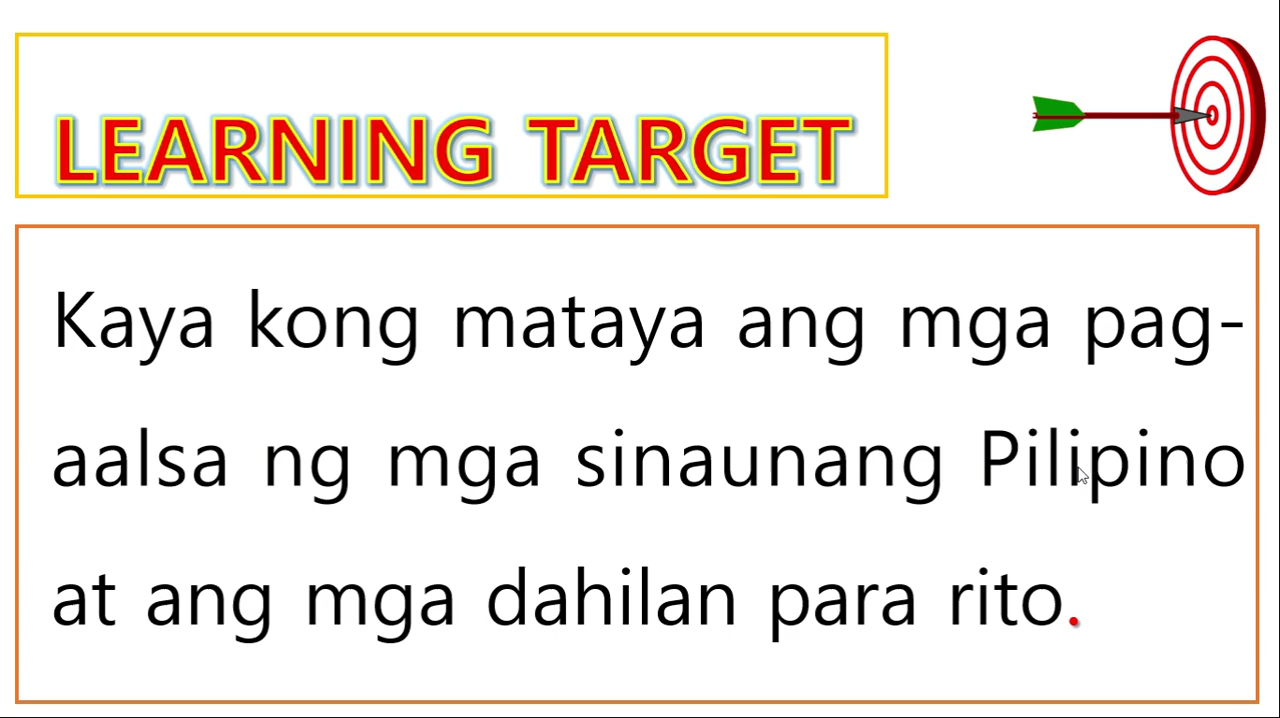 LEARNING TARGET
Kaya kong mataya ang mga pag-
aalsa ng mga sinaunang Pilipino
at ang mga dahilan para rito.